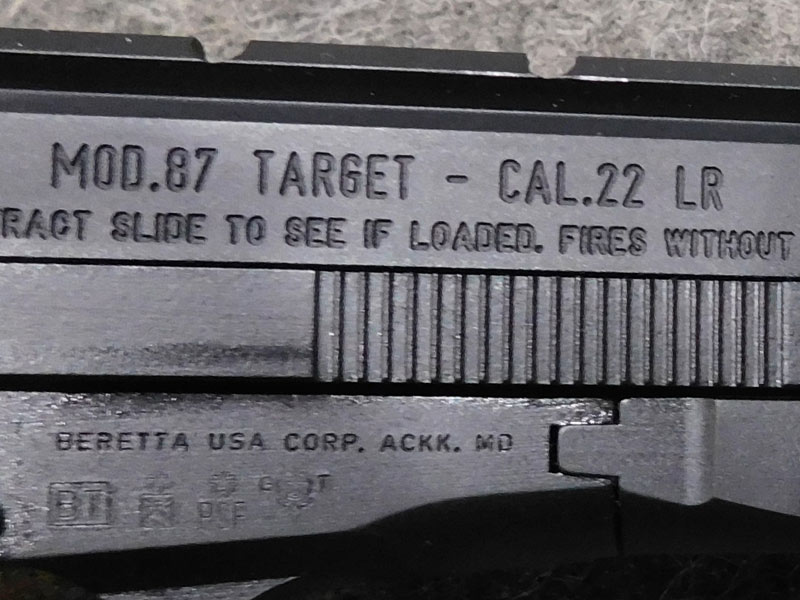 MOD.87 TARGET - CAL.22 LR
RACT SLIDE TO SEE IF LOADED. FIRES WITHOUT
BERETTA USA CORP. ACKK. MD
PSF